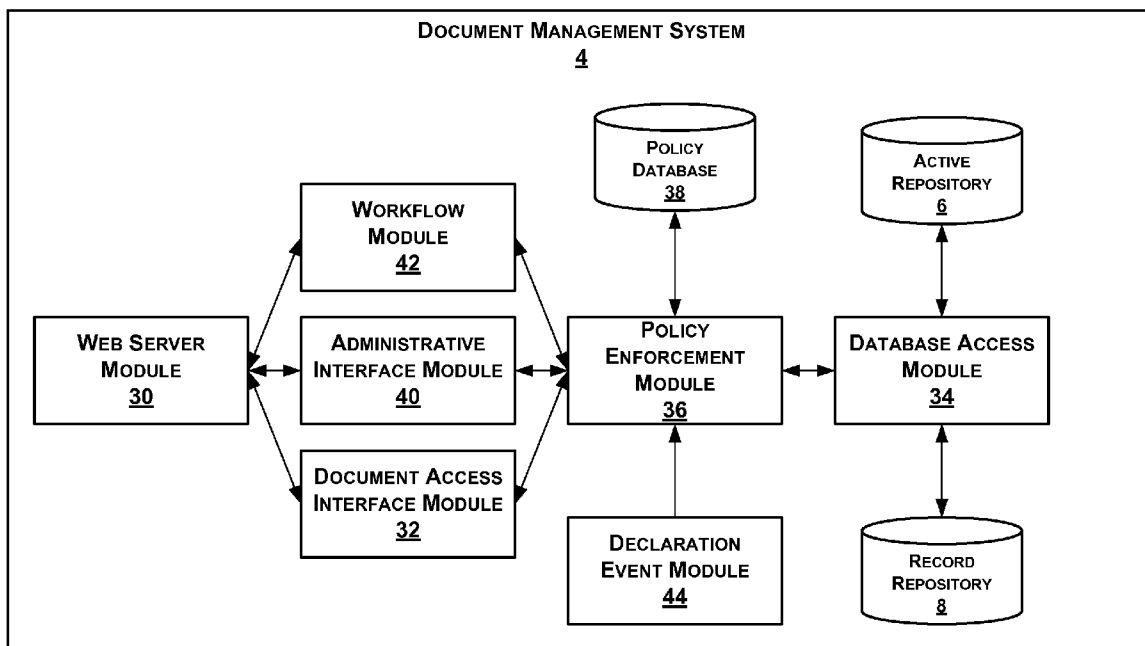 DOCUMENT MANAGEMENT SYSTEM
4
POLICY
DATABASE
38
ACTIVE
REPOSITORY
6
WORKFLOW
MODULE
42
WEB SERVER
MODULE
30
ADMINISTRATIVE
INTERFACE MODULE
40
POLICY
ENFORCEMENT
MODULE
36
DATABASE ACCESS
MODULE
34
DOCUMENT ACCESS
INTERFACE MODULE
32
DECLARATION
EVENT MODULE
44
RECORD
REPOSITORY
8